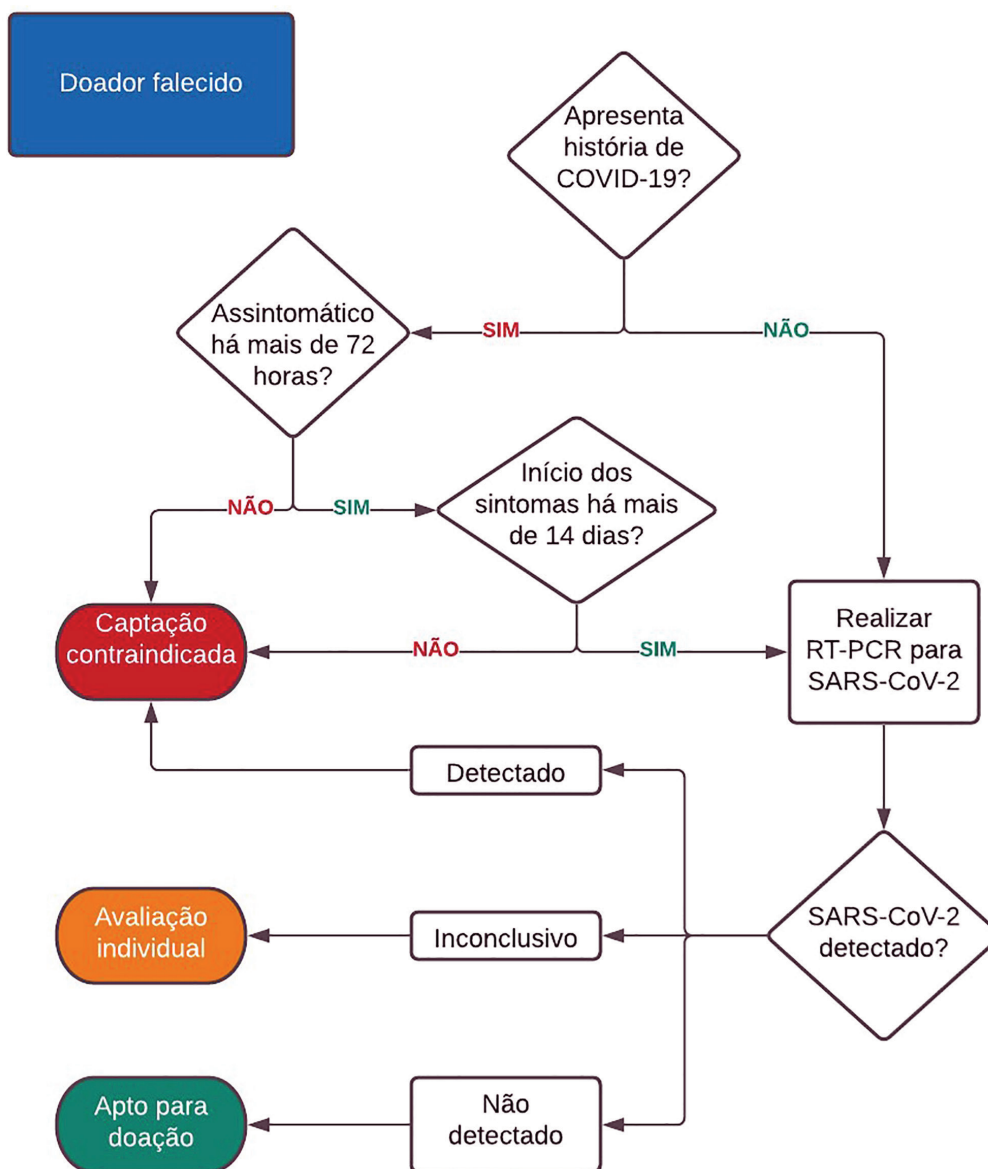 Doador falecido
Apresenta
história de
COVID-19?
Assintomático
há mais de 72
horas?
SIM
NÃO
Início dos
sintomas há mais
de 14 dias?
NÃO
SIM
Captação
contraindicada
NÃO
SIM
Realizar
RT-PCR para
SARS-CoV-2
Detectado
Avaliação
individual
Inconclusivo
SARS-CoV-2
detectado?
Apto para
doação
Não
detectado